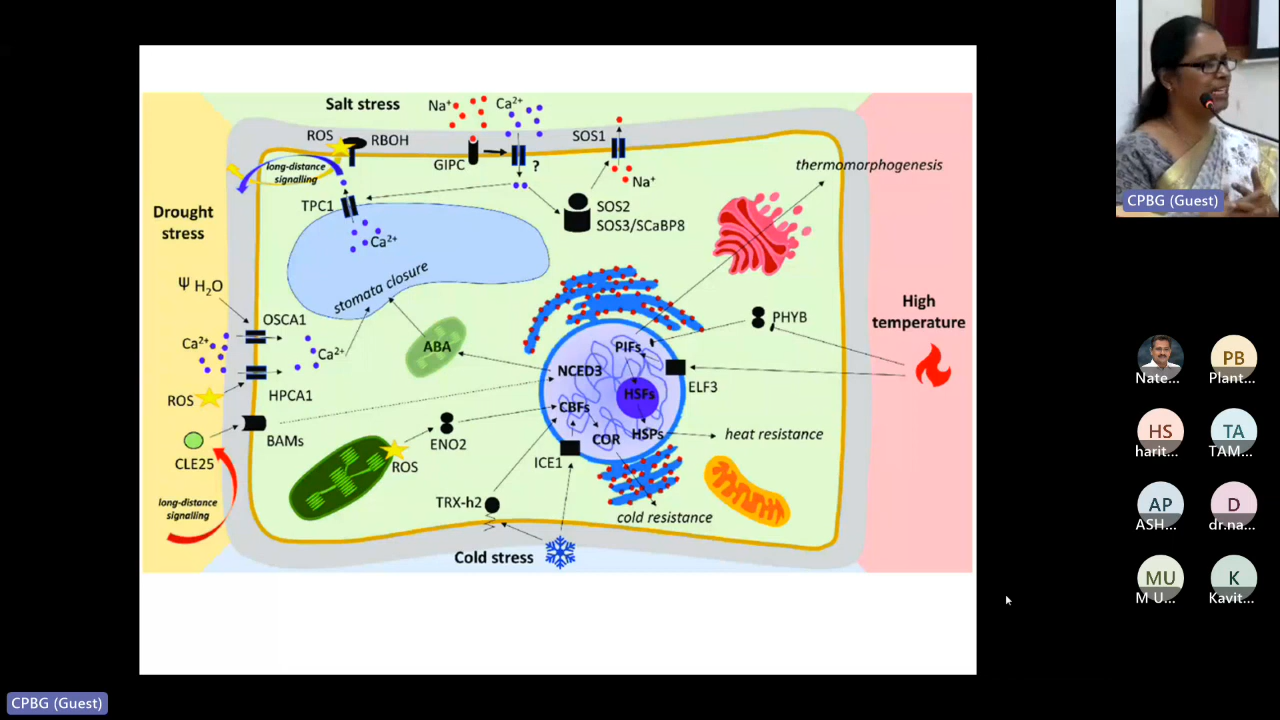 Salt stress
Na⁺
Ca²⁺
ROS
RBOH
GIPC
?
SOS1
Na⁺
long-distance
signalling
thermomorphogenesis
TPC1
SOS2
SOS3/SCaBP8
Drought
stress
Ca²⁺
stomata closure
Ψ H₂O
OSCA1
High
temperature
PHYB
Ca²⁺
Ca²⁺
ABA
PIFs
NCED3
ELF3
HPCA1
ROS
HSFs
CBFs
BAMs
ENO2
COR
HSPs
heat resistance
CLE25
ROS
ICE1
long-distance
signalling
TRX-h2
cold resistance
Cold stress
CPBG (Guest)
Nate...
PB
Plant...
HS
harit...
TA
TAM...
AP
ASH...
D
dr.na...
MU
M U...
K
Kavit...
CPBG (Guest)